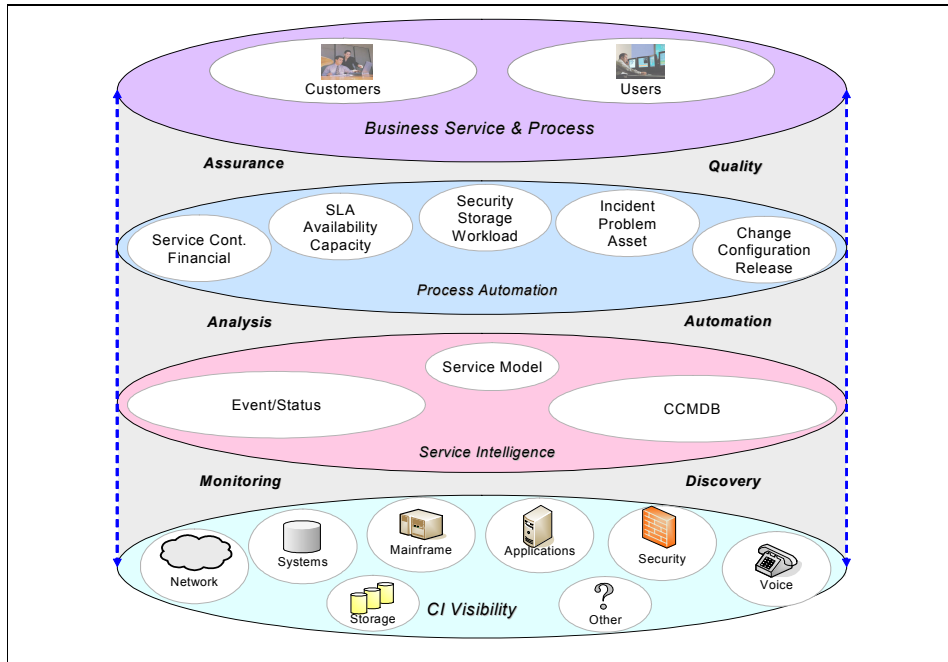 Customers
Users
Business Service & Process
Assurance
Quality
Service Cont.
Financial
SLA
Availability
Capacity
Security
Storage
Workload
Incident
Problem
Asset
Change
Configuration
Release
Process Automation
Analysis
Automation
Service Model
Event/Status
CCMDB
Service Intelligence
Monitoring
Discovery
Network
Systems
Mainframe
Applications
Security
Voice
Storage
?
Other
CI Visibility